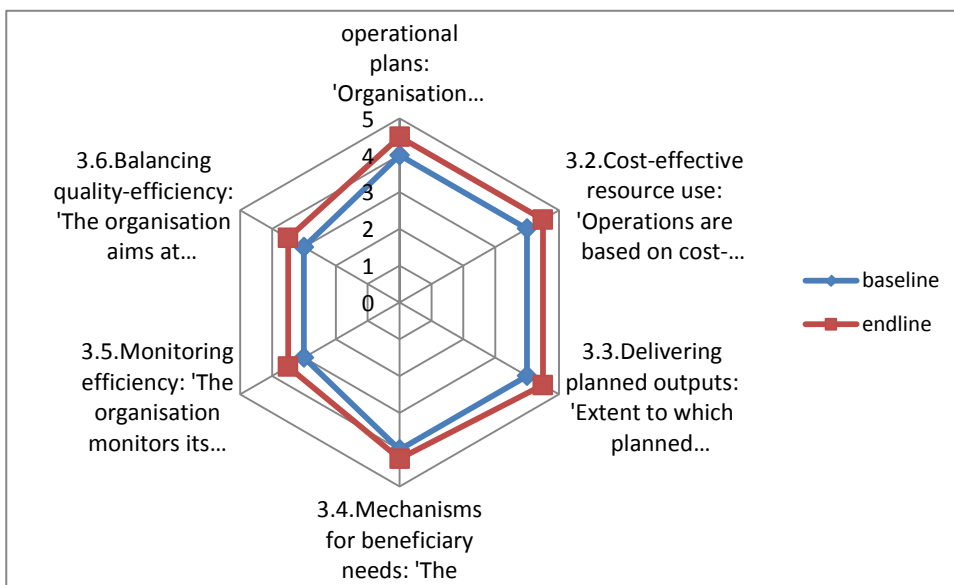 operational
plans:
'Organisation...
5
4
3
2
1
0
3.2.Cost-effective
resource use:
'Operations are
based on cost-...
3.3.Delivering
planned outputs:
'Extent to which
planned...
3.4.Mechanisms
for beneficiary
needs: 'The
3.5.Monitoring
efficiency: 'The
organisation
monitors its...
3.6.Balancing
quality-efficiency:
'The organisation
aims at...
baseline
endline